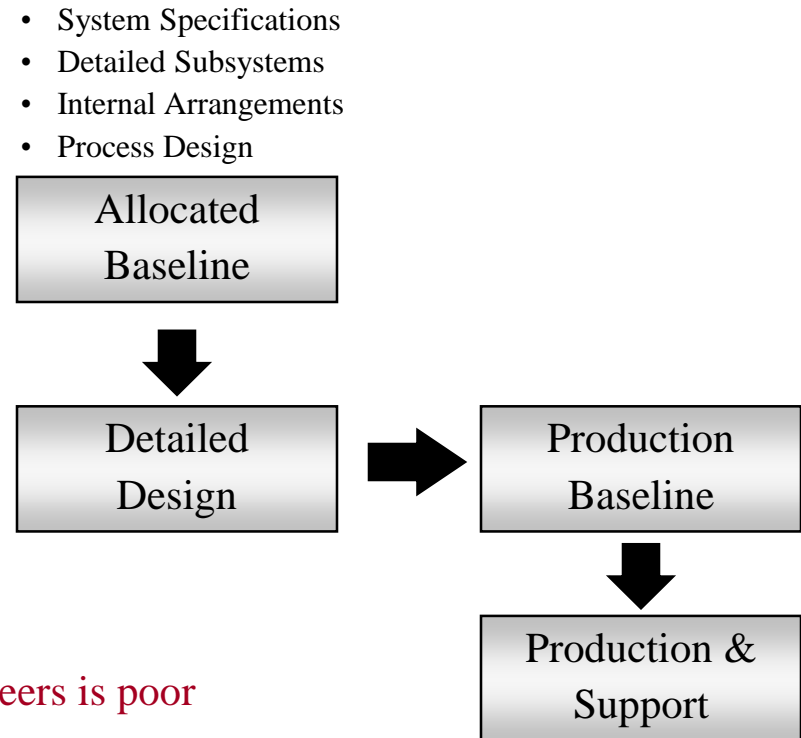 • System Specifications
• Detailed Subsystems
• Internal Arrangements
• Process Design
Allocated
Baseline
Detailed
Design
Production
Baseline
Production &
Support
eers is poor